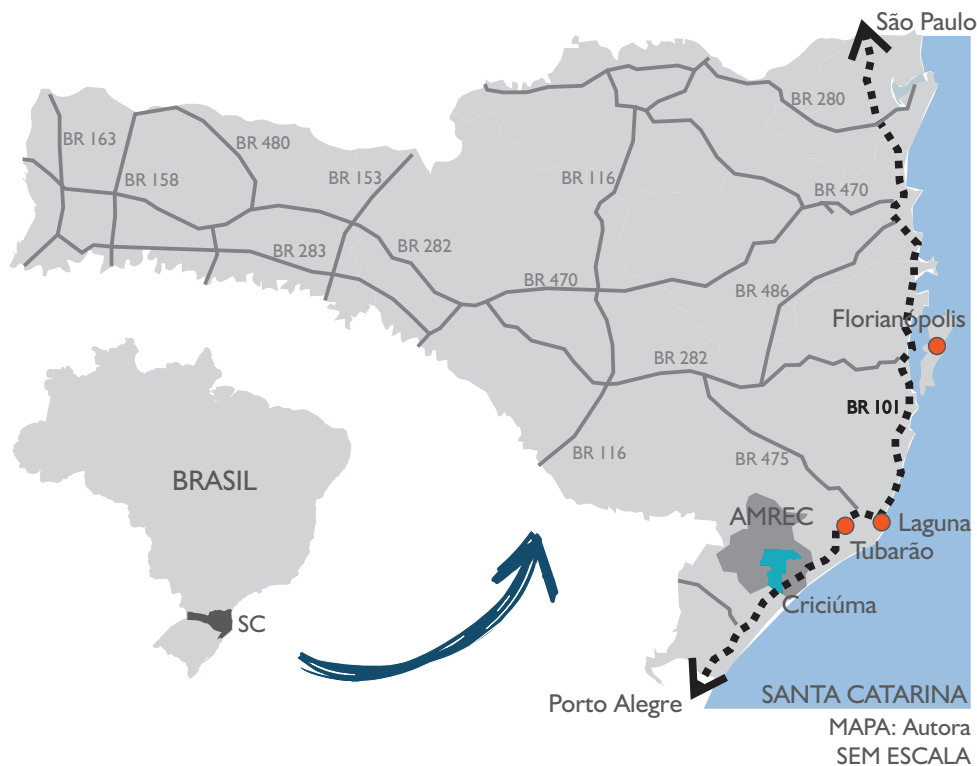 São Paulo
BR 280
BR 163
BR 480
BR 158
BR 153
BR 116
BR 470
BR 282
BR 283
BR 470
BR 486
Florianópolis
BR 282
BR 101
BR 116
BR 475
BRASIL
AMREC
Laguna
Tubarão
Criciúma
SC
Porto Alegre
SANTA CATARINA
MAPA: Autora
SEM ESCALA